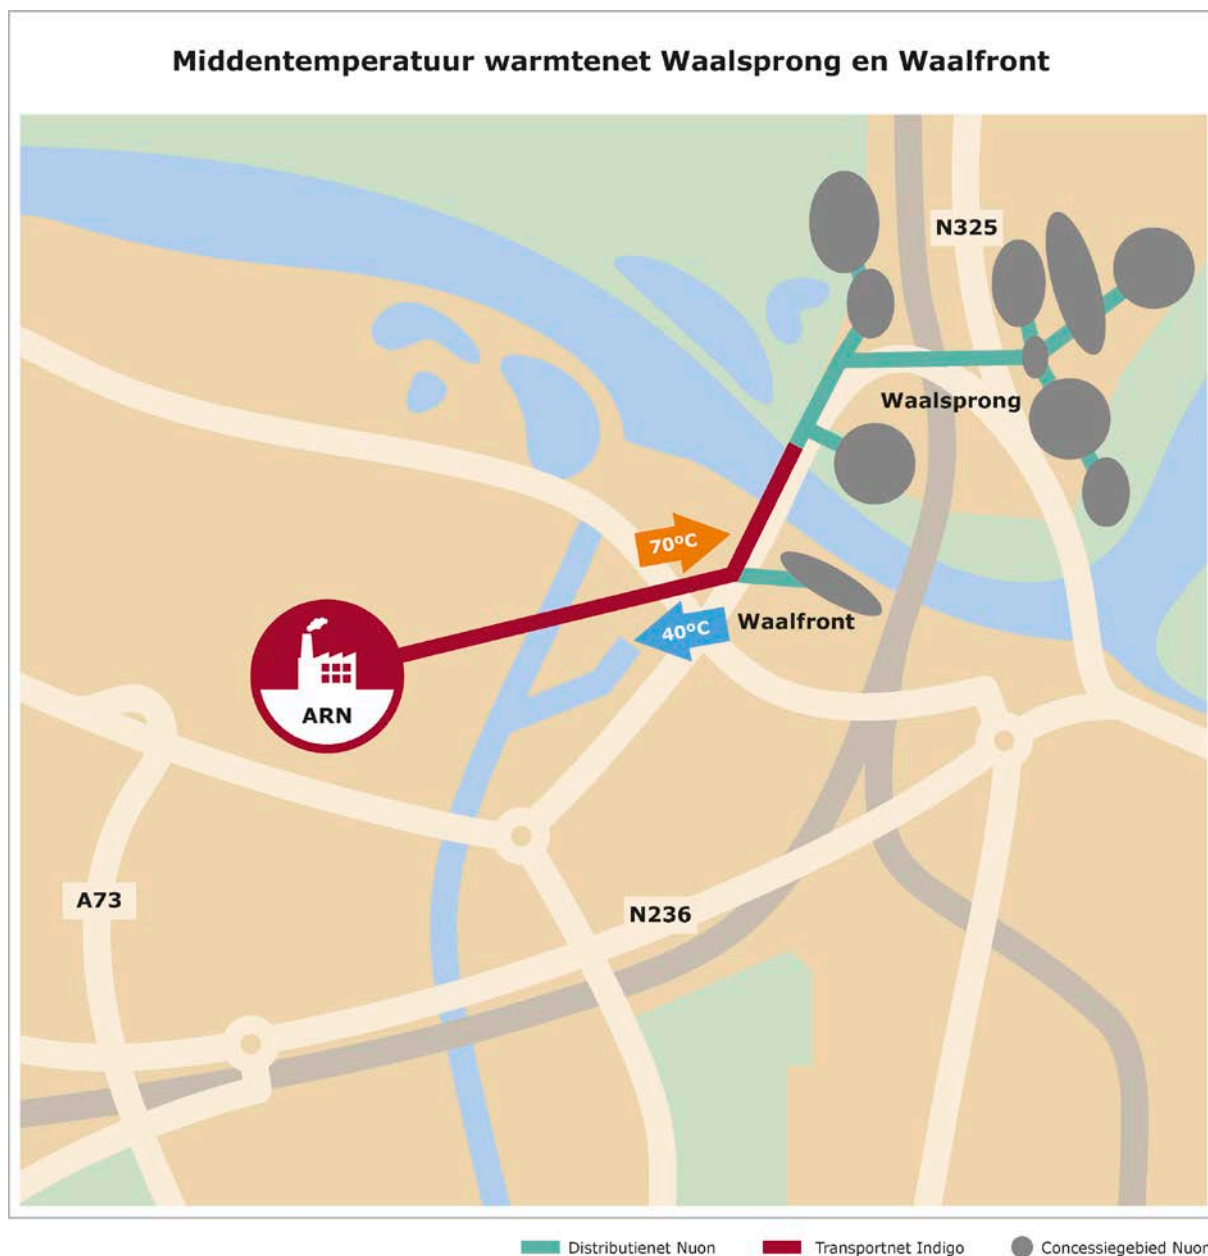 Middentemperatuur warmtenet Waalsprong en Waalfront
N325
Waalsprong
70ºC
40ºC
Waalfront
ARN
A73
N236
Distributienet Nuon
Transportnet Indigo
Concessiegebied Nuon